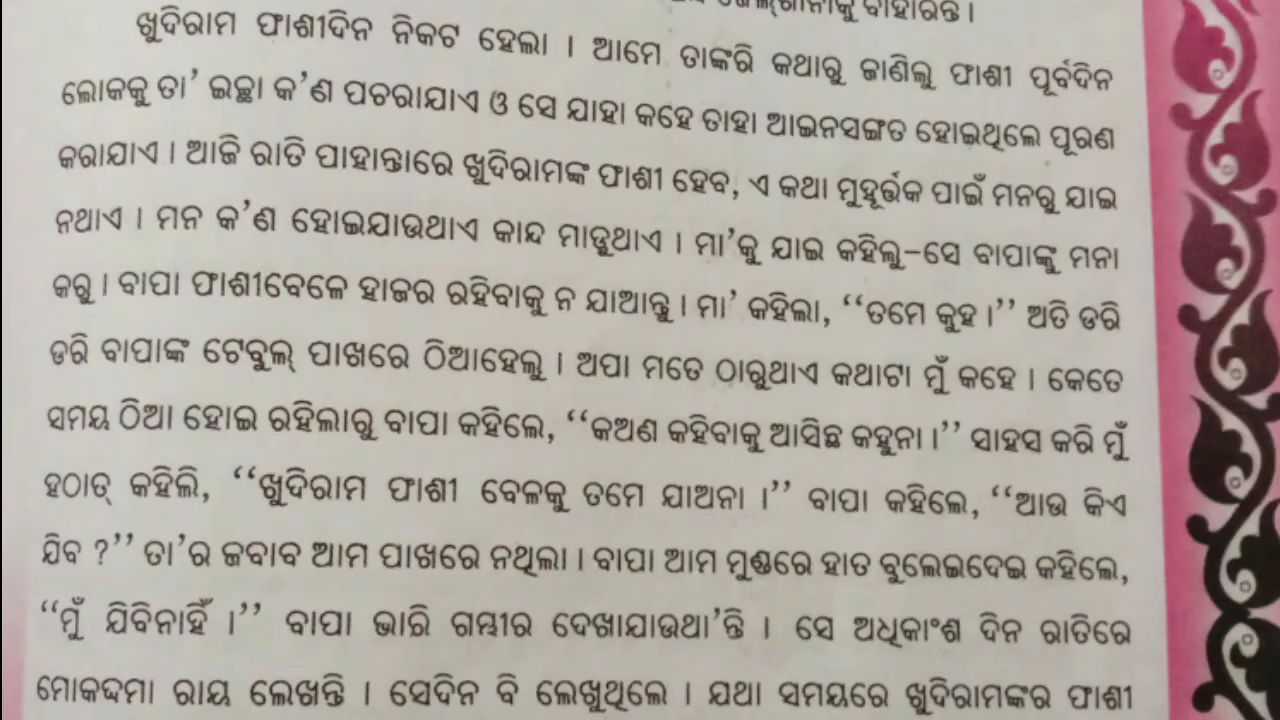 ବାହାରନ୍ତି ।
ଖୁଦିରାମ ଫାଶୀଦିନ ନିକଟ ହେଲା । ଆମେ ତାଙ୍କରି କଥାରୁ ଜାଣିଲୁ ଫାଶୀ ପୂର୍ବଦିନ
ଲୋକକୁ ତା’ ଇଚ୍ଛା କ’ଣ ପଚରାଯାଏ ଓ ସେ ଯାହା କହେ ତାହା ଆଇନସଙ୍ଗତ ହୋଇଥିଲେ ପୂରଣ
କରାଯାଏ । ଆଜି ରାତି ପାହାନ୍ତାରେ ଖୁଦିରାମଙ୍କ ଫାଶୀ ହେବ, ଏ କଥା ମୁହୂର୍ତ୍ତକ ପାଇଁ ମନରୁ ଯାଇ
ନଥାଏ । ମନ କ’ଣ ହୋଇଯାଉଥାଏ କାନ୍ଦ ମାଡୁଥାଏ । ମା’କୁ ଯାଇ କହିଲୁ–ସେ ବାପାଙ୍କୁ ମନା
କରୁ । ବାପା ଫାଶୀବେଳେ ହାଜର ରହିବାକୁ ନ ଯାଆନ୍ତୁ । ମା’ କହିଲା, ‘‘ତମେ କୁହ ।’’ ଅତି ଡରି
ଡରି ବାପାଙ୍କ ଟେବୁଲ୍ ପାଖରେ ଠିଆହେଲୁ । ଅପା ମତେ ଠାରୁଥାଏ କଥାଟା ମୁଁ କହେ । କେତେ
ସମୟ ଠିଆ ହୋଇ ରହିଲାରୁ ବାପା କହିଲେ, ‘‘କଅଣ କହିବାକୁ ଆସିଛ କହୁନା ।’’ ସାହସ କରି ମୁଁ
ହଠାତ୍ କହିଲି, ‘‘ଖୁଦିରାମ ଫାଶୀ ବେଳକୁ ତମେ ଯାଅନା ।’’ ବାପା କହିଲେ, ‘‘ଆଉ କିଏ
ଯିବ ?’’ ତା’ର ଜବାବ ଆମ ପାଖରେ ନଥିଲା । ବାପା ଆମ ମୁଣ୍ଡରେ ହାତ ବୁଲେଇଦେଇ କହିଲେ,
‘‘ମୁଁ ଯିବିନାହିଁ ।’’ ବାପା ଭାରି ଗମ୍ଭୀର ଦେଖାଯାଉଥା’ନ୍ତି । ସେ ଅଧିକାଂଶ ଦିନ ରାତିରେ
ମୋକଦ୍ଦମା ରାୟ ଲେଖନ୍ତି । ସେଦିନ ବି ଲେଖୁଥିଲେ । ଯଥା ସମୟରେ ଖୁଦିରାମଙ୍କର ଫାଶୀ